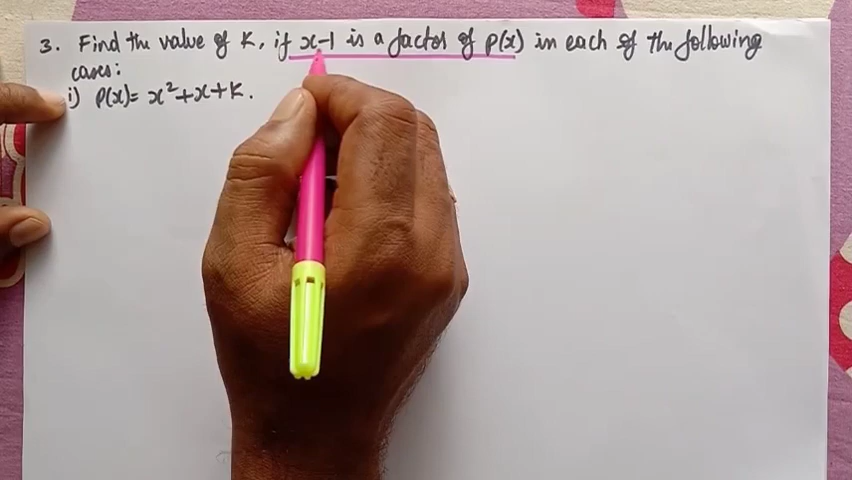 3. Find the value of K, if x-1 is a factor of P(x) in each of the following
cases:
i) P(x)= x²+x+K.